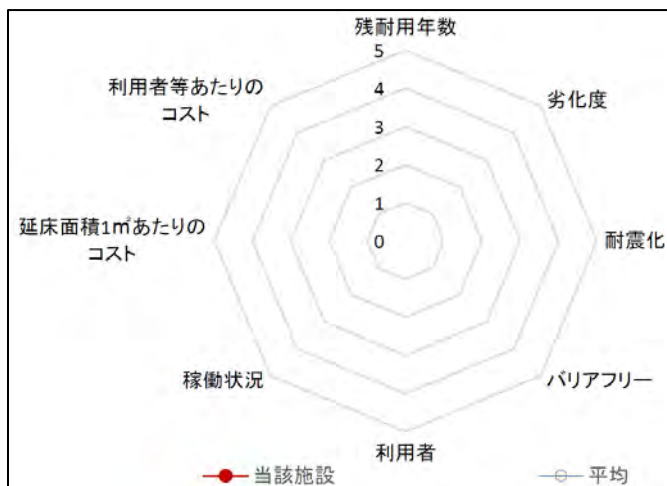 残耐用年数
5
利用者等あたりの
コスト
劣化度
4
3
2
1
延床面積1㎡あたりの
コスト
0
耐震化
稼働状況
バリアフリー
利用者
当該施設
平均